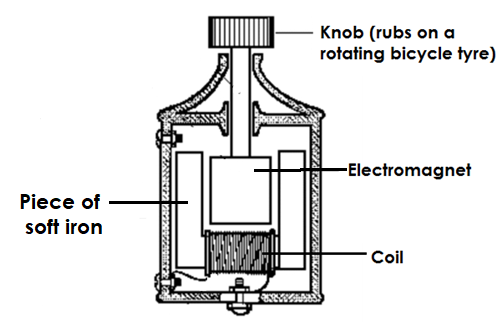 Knob (rubs on a
rotating bicycle tyre)
Electromagnet
Piece of
soft iron
Coil